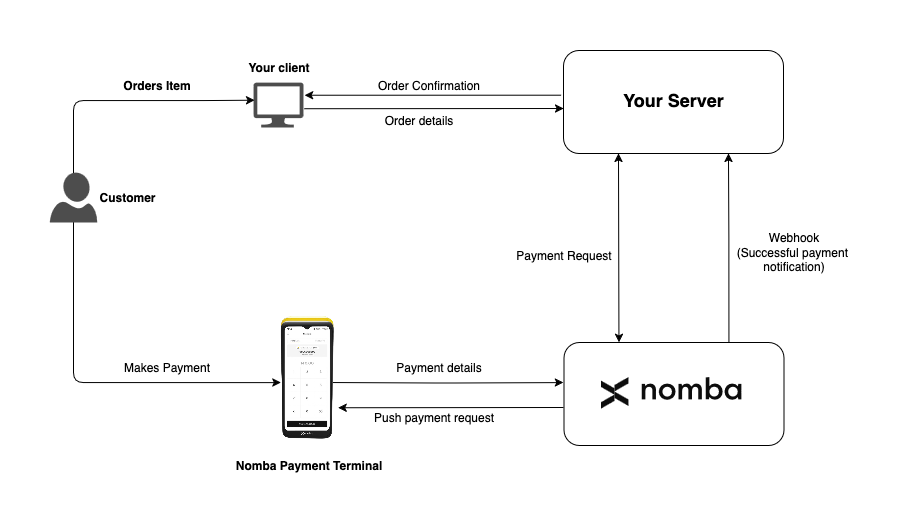 Your client
Orders Item
Order Confirmation
Your Server
Order details
Customer
Payment Request
Webhook
(Successful payment
notification)
Makes Payment
Payment details
nomba
Push payment request
Nomba Payment Terminal